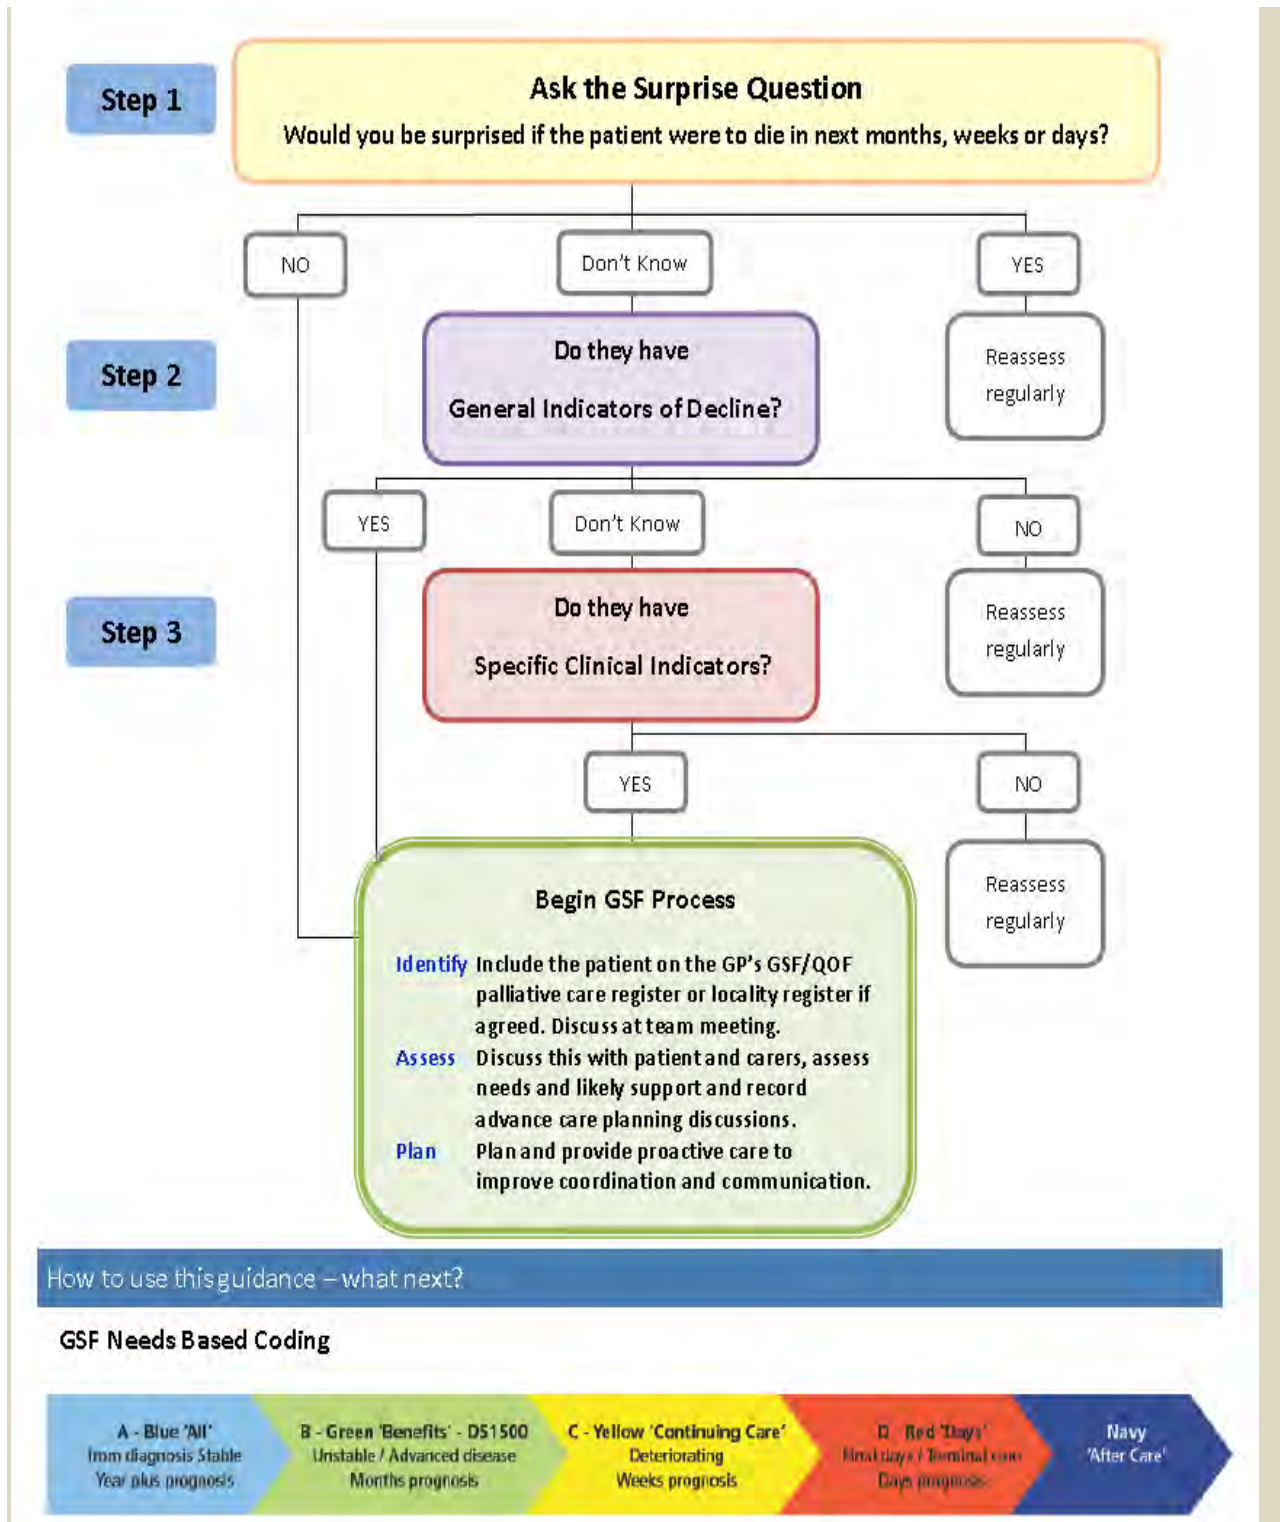 Step 1
Ask the Surprise Question
Would you be surprised if the patient were to die in next months, weeks or days?
NO
Don't Know
YES
Step 2
Do they have
General Indicators of Decline?
Reassess
regularly
YES
Don't Know
NO
Step 3
Do they have
Specific Clinical Indicators?
Reassess
regularly
YES
NO
Reassess
regularly
Begin GSF Process
Identify Include the patient on the GP's GSF/QOF
palliative care register or locality register if
agreed. Discuss at team meeting.
Assess Discuss this with patient and carers, assess
needs and likely support and record
advance care planning discussions.
Plan Plan and provide proactive care to
improve coordination and communication.
How to use this guidance – what next?
GSF Needs Based Coding
A - Blue 'All'
from diagnosis Stable
Year plus prognosis
B - Green 'Benefits' - DS1500
Unstable / Advanced disease
Months prognosis
C - Yellow 'Continuing Care'
Deteriorating
Weeks prognosis
D - Red 'Days'
Final days / Terminal care
Days prognosis
Navy
'After Care'